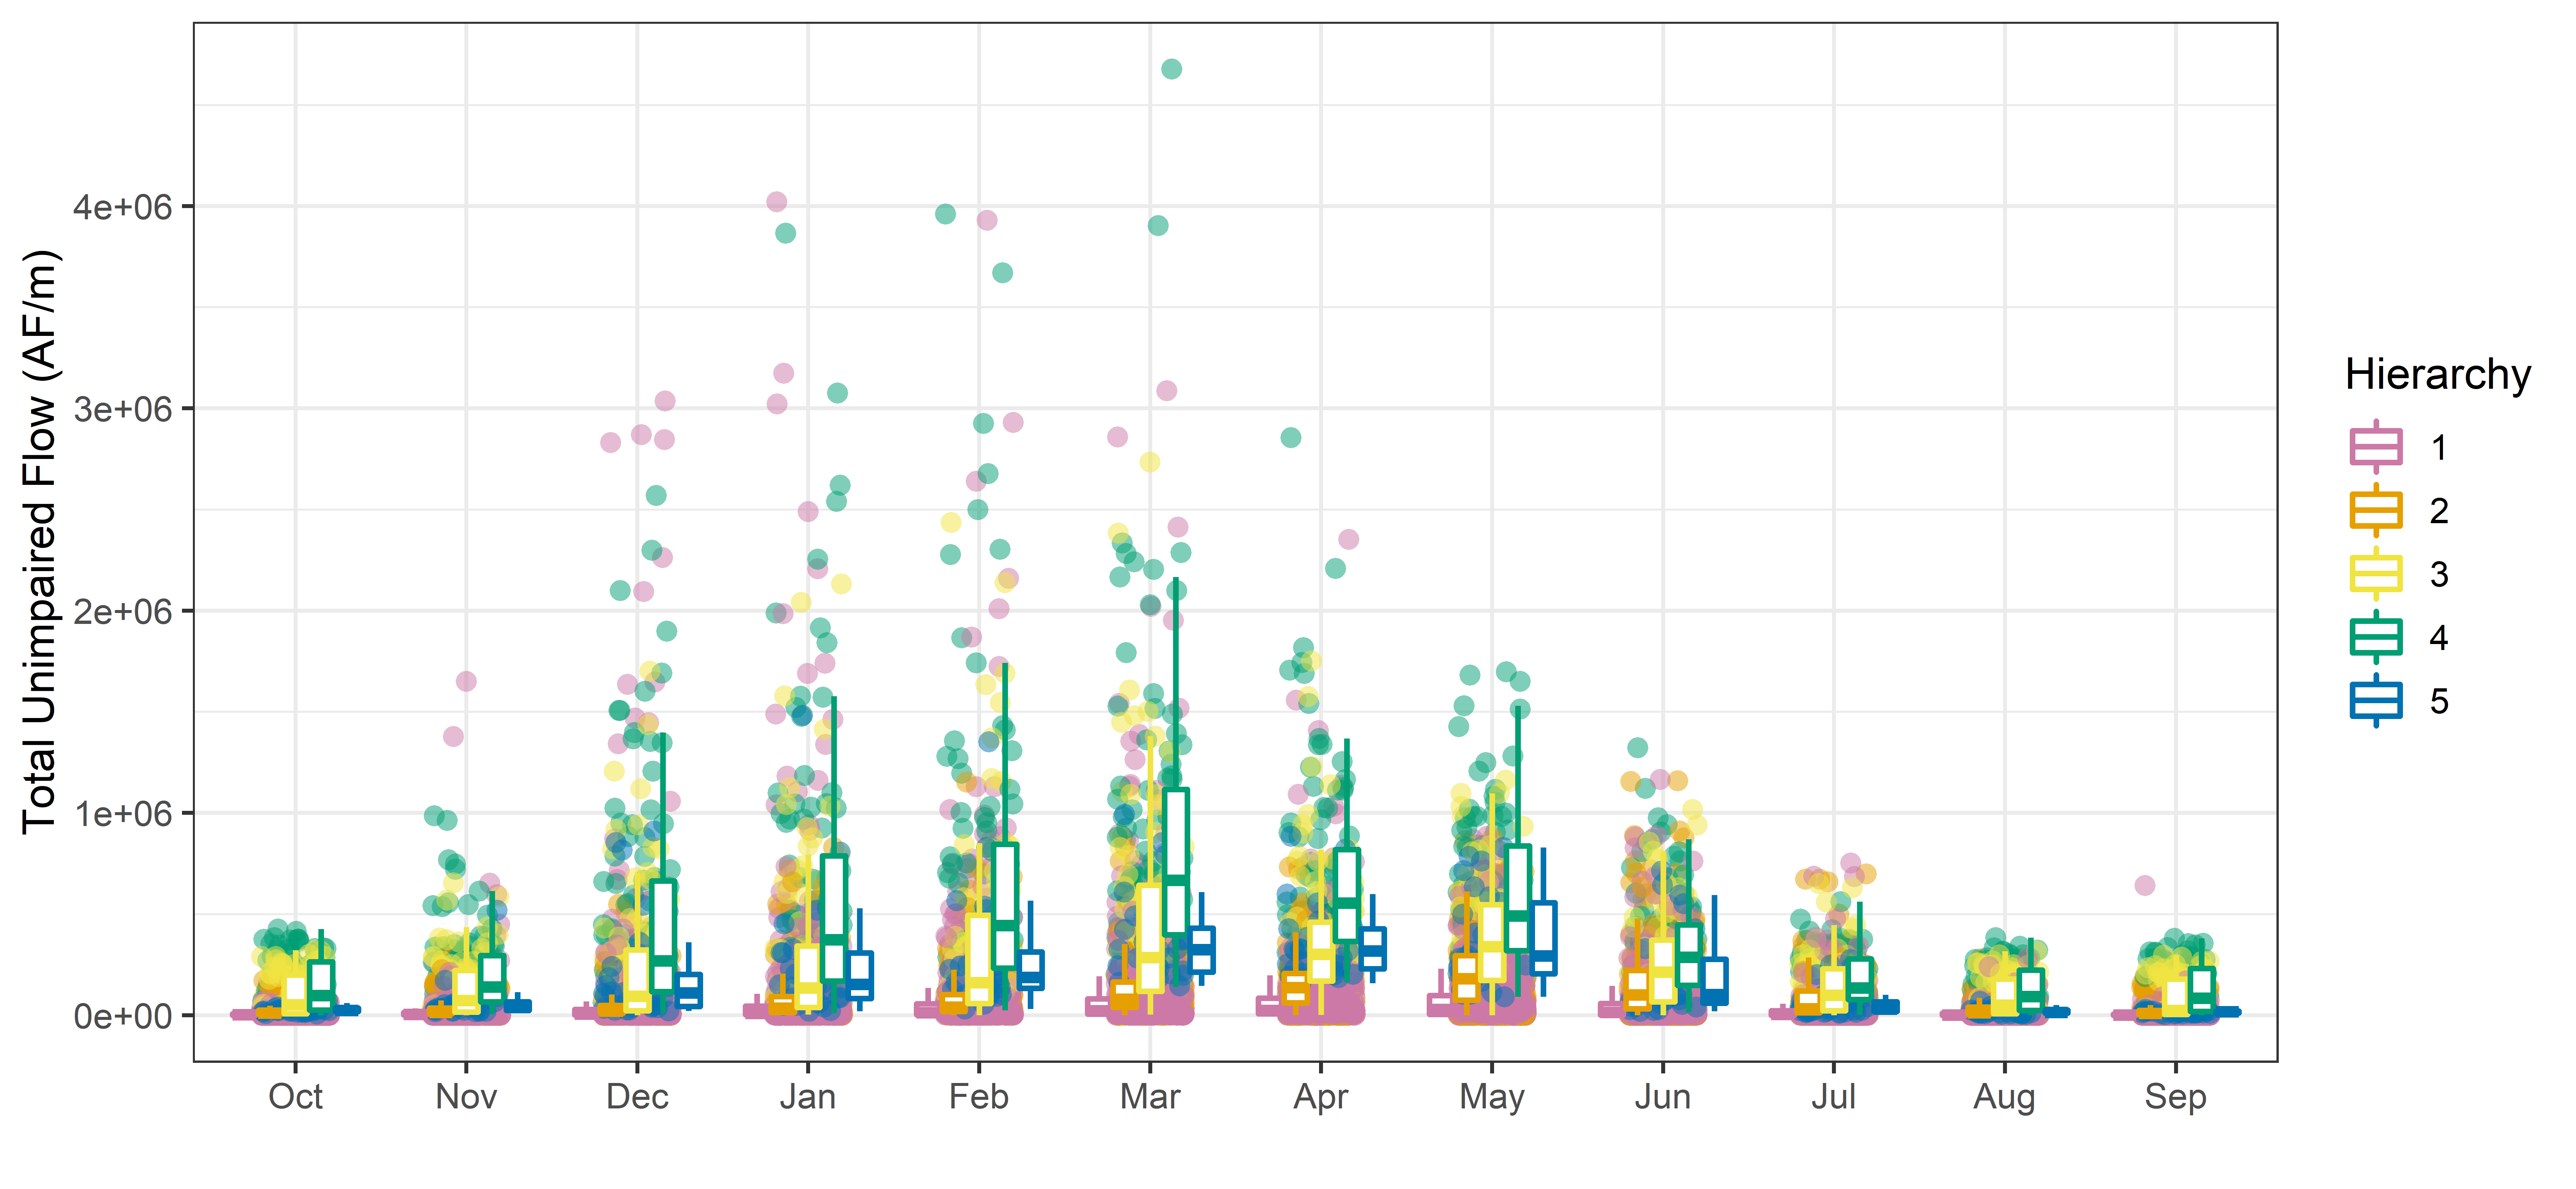 Total Unimpaired Flow (AF/m)
4e+06
3e+06
2e+06
1e+06
0e+00
Oct Nov Dec Jan Feb Mar Apr May Jun Jul Aug Sep
Hierarchy
1
2
3
4
5